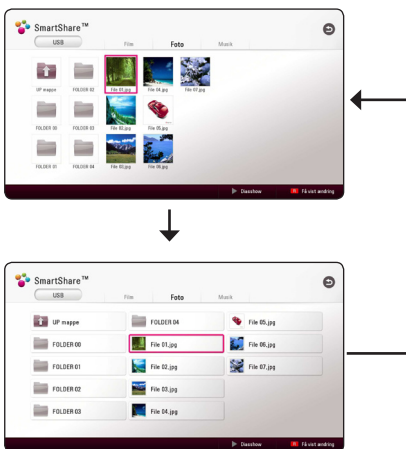 SmartShare™
USB Film Foto Musik
UP mappe FOLDER 02 File 01.jpg File 04.jpg File 07.jpg
FOLDER 00 FOLDER 03 File 02.jpg File 05.jpg
FOLDER 01 FOLDER 04 File 03.jpg File 06.jpg
Diasshow Få vist ændring
SmartShare™
USB Film Foto Musik
UP mappe FOLDER 04 File 05.jpg
FOLDER 00 File 01.jpg File 06.jpg
FOLDER 01 File 02.jpg File 07.jpg
FOLDER 02 File 03.jpg
FOLDER 03 File 04.jpg
Diasshow Få vist ændring